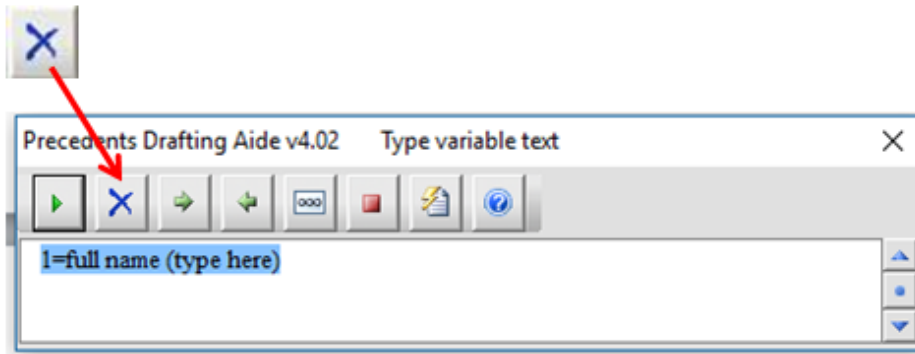 Precedents Drafting Aide v4.02 Type variable text
1=full name (type here)